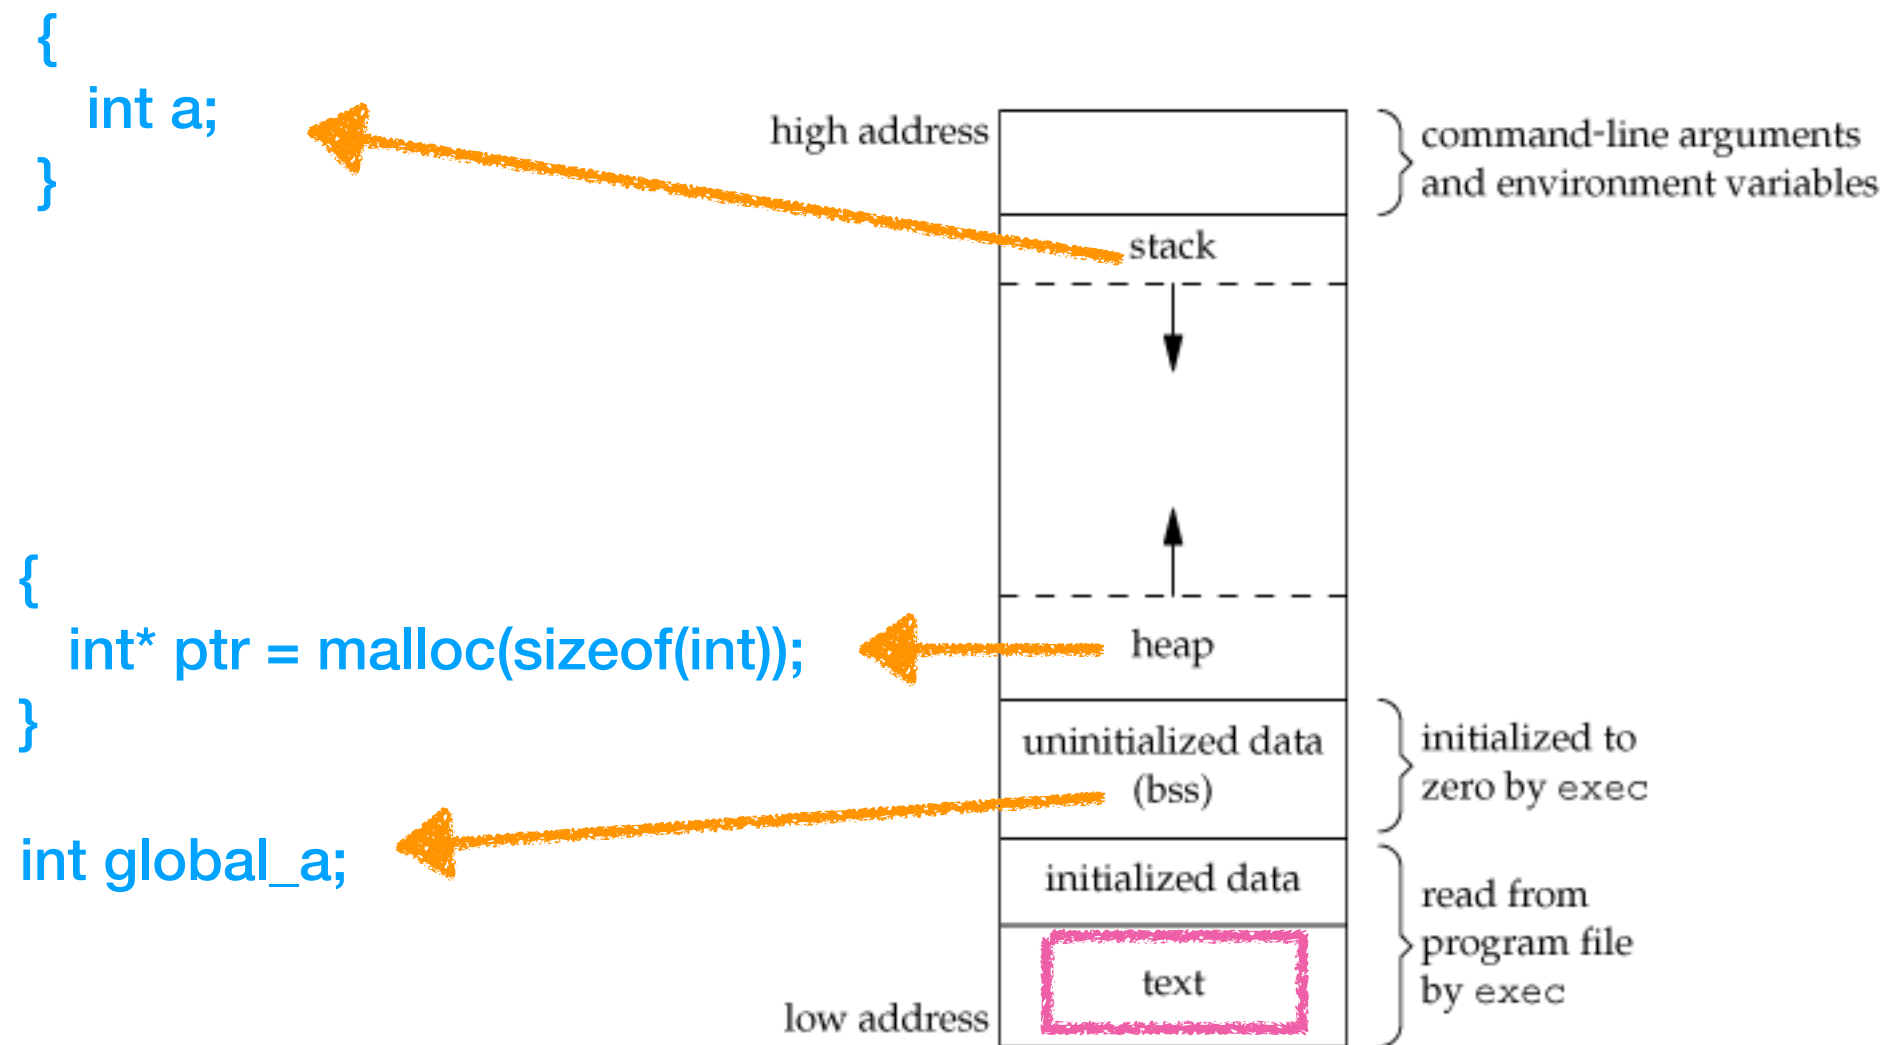 {
int a;
}
high address
command-line arguments
and environment variables
stack
{
int* ptr = malloc(sizeof(int));
}
heap
uninitialized data
(bss)
initialized to
zero by exec
int global_a;
initialized data
read from
program file
by exec
text
low address